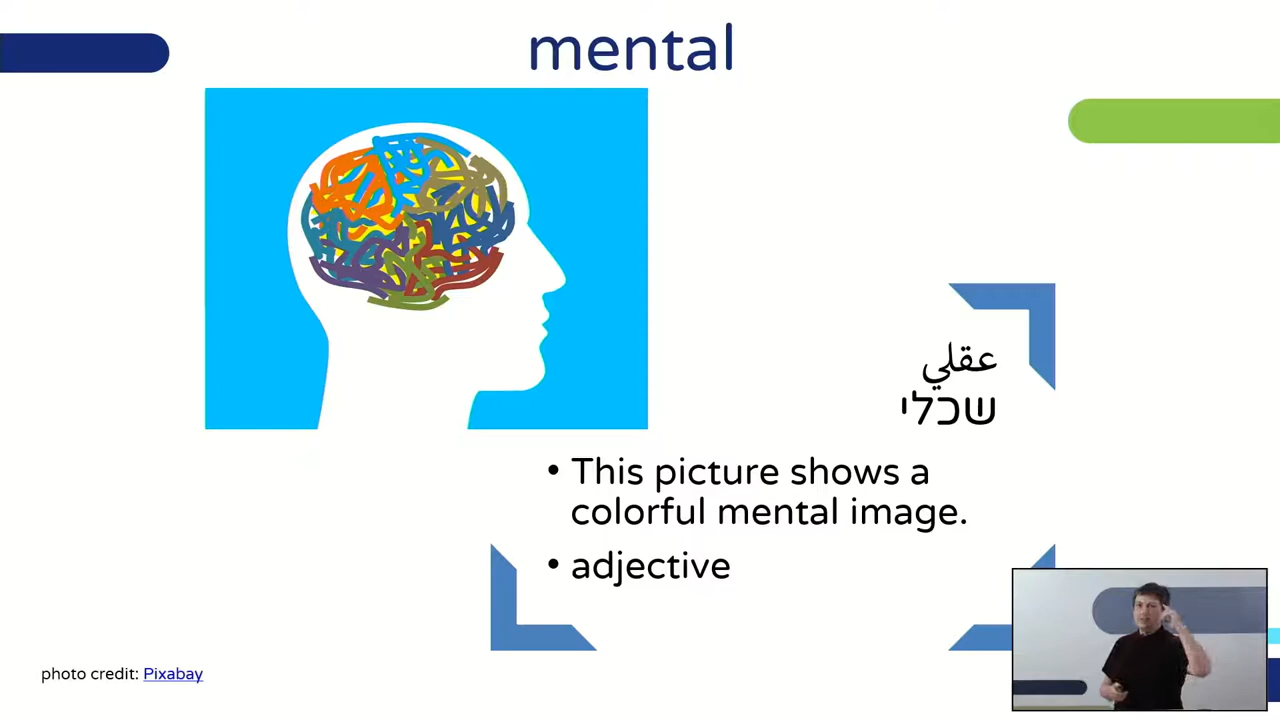 mental
عقلي
שכלי
• This picture shows a
colorful mental image.
• adjective
photo credit: Pixabay